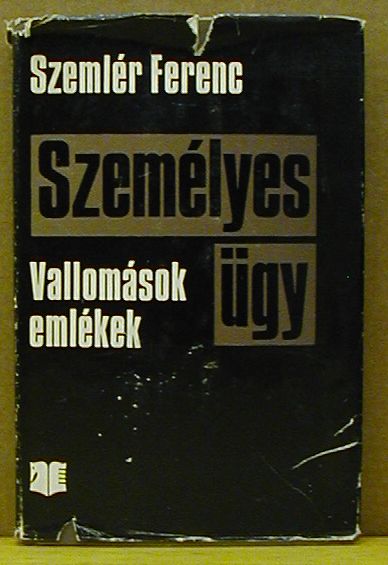 Szemlér Ferenc
Személyes
ügy
Vallomások
emlékek